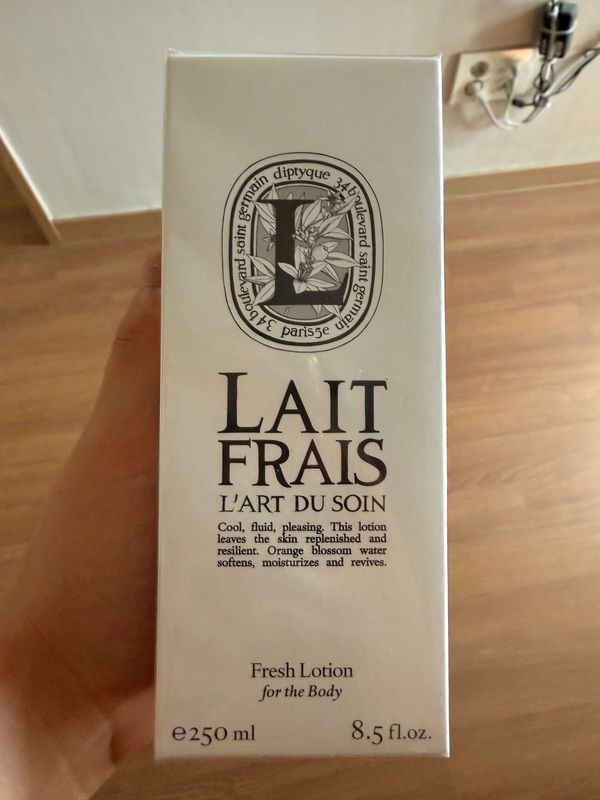 34 boulevard saint germain diptyque 34 boulevard saint germain paris5e
L
LAIT
FRAIS
L'ART DU SOIN
Cool, fluid, pleasing. This lotion
leaves the skin replenished and
resilient. Orange blossom water
softens, moisturizes and revives.
Fresh Lotion
for the Body
e250 ml 8.5 fl.oz.